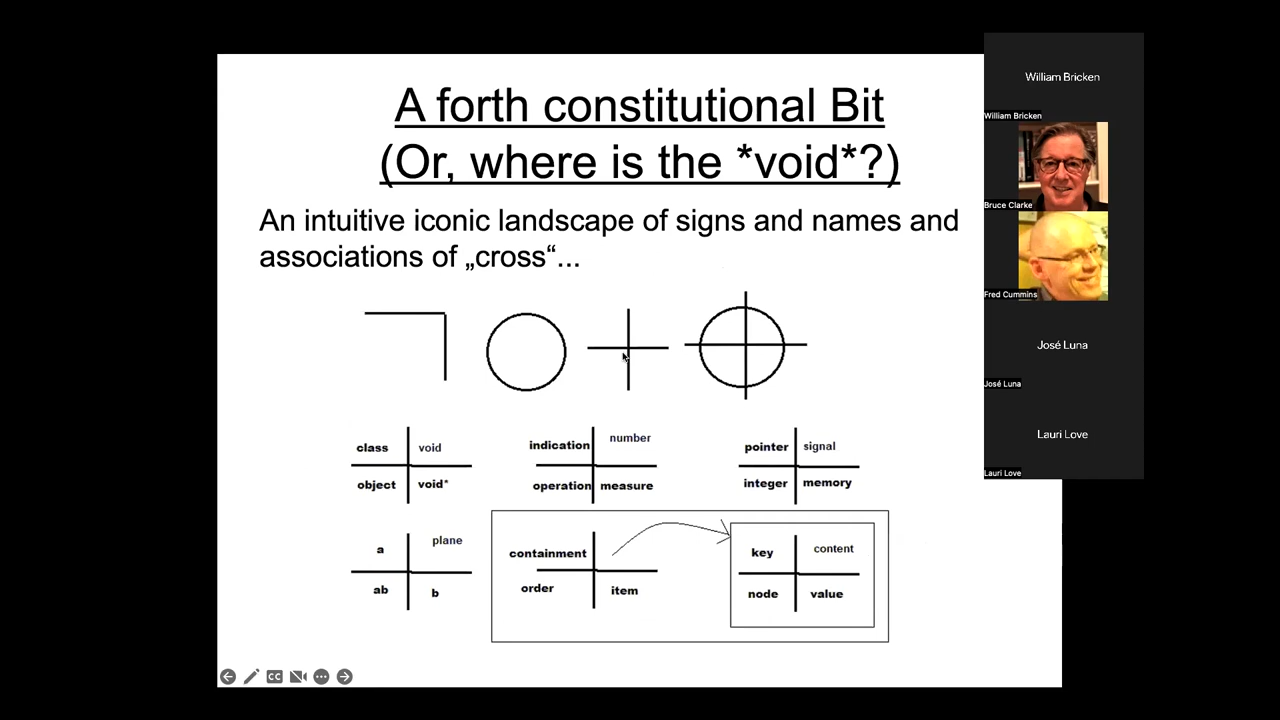 A forth constitutional Bit
(Or, where is the *void*?)
An intuitive iconic landscape of signs and names and
associations of „cross“...
class void
object void*
indication number
operation measure
pointer signal
integer memory
a plane
ab b
containment
order item
key content
node value
CC
William Bricken
William Bricken
Bruce Clarke
Fred Cummins
José Luna
José Luna
Lauri Love
Lauri Love